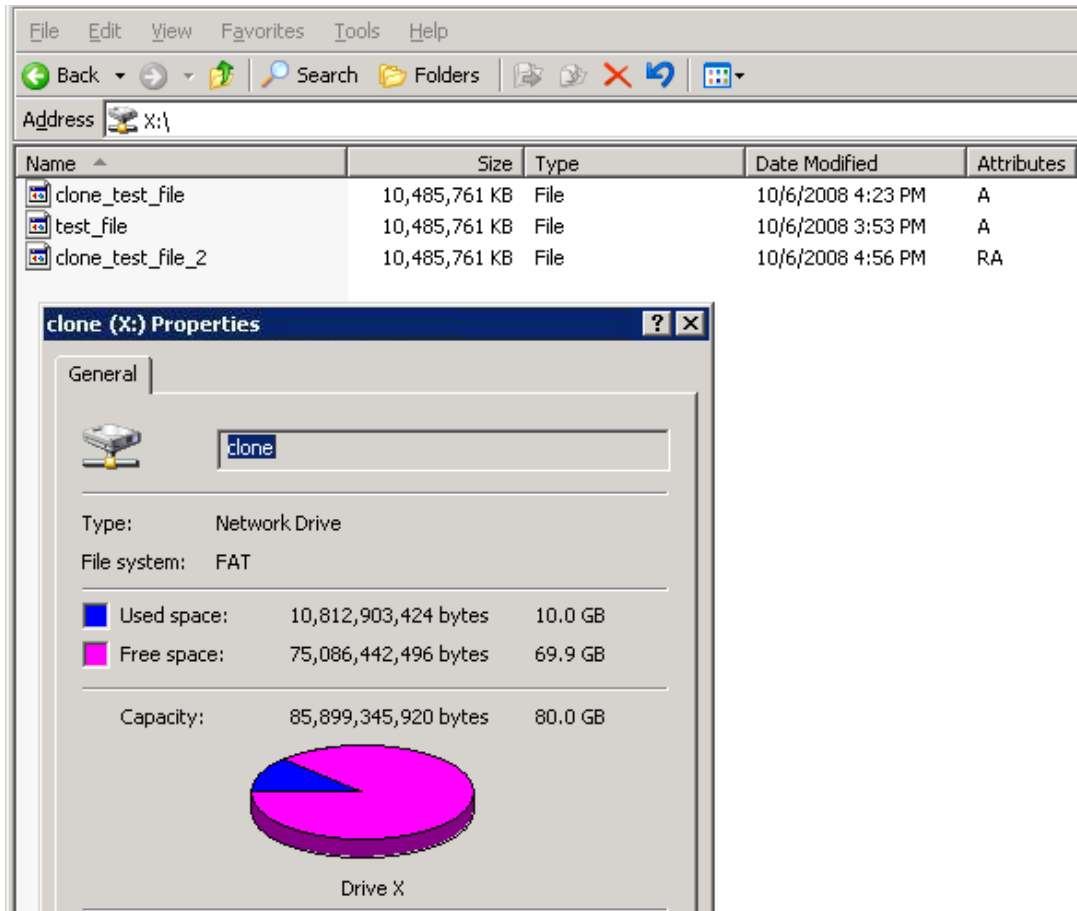 File Edit View Favorites Tools Help
Back Search Folders
Address X:\
Name Size Type Date Modified Attributes
clone_test_file 10,485,761 KB File 10/6/2008 4:23 PM A
test_file 10,485,761 KB File 10/6/2008 3:53 PM A
clone_test_file_2 10,485,761 KB File 10/6/2008 4:56 PM RA
clone (X:) Properties
General
clone
Type: Network Drive
File system: FAT
Used space: 10,812,903,424 bytes 10.0 GB
Free space: 75,086,442,496 bytes 69.9 GB
Capacity: 85,899,345,920 bytes 80.0 GB
Drive X